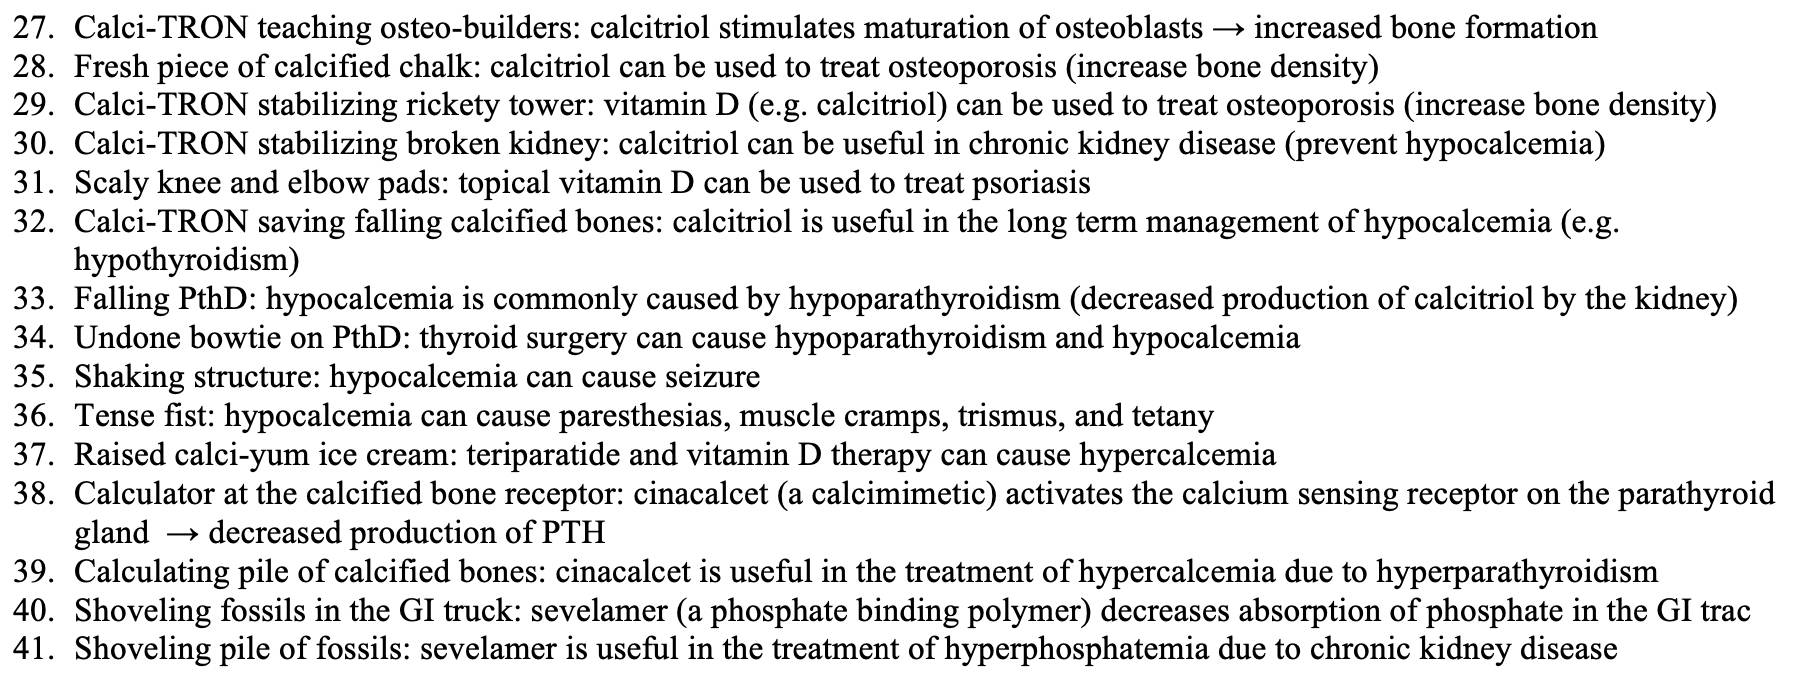 27. Calci-TRON teaching osteo-builders: calcitriol stimulates maturation of osteoblasts → increased bone formation
28. Fresh piece of calcified chalk: calcitriol can be used to treat osteoporosis (increase bone density)
29. Calci-TRON stabilizing rickety tower: vitamin D (e.g. calcitriol) can be used to treat osteoporosis (increase bone density)
30. Calci-TRON stabilizing broken kidney: calcitriol can be useful in chronic kidney disease (prevent hypocalcemia)
31. Scaly knee and elbow pads: topical vitamin D can be used to treat psoriasis
32. Calci-TRON saving falling calcified bones: calcitriol is useful in the long term management of hypocalcemia (e.g.
hypothyroidism)
33. Falling PthD: hypocalcemia is commonly caused by hypoparathyroidism (decreased production of calcitriol by the kidney)
34. Undone bowtie on PthD: thyroid surgery can cause hypoparathyroidism and hypocalcemia
35. Shaking structure: hypocalcemia can cause seizure
36. Tense fist: hypocalcemia can cause paresthesias, muscle cramps, trismus, and tetany
37. Raised calci-yum ice cream: teriparatide and vitamin D therapy can cause hypercalcemia
38. Calculator at the calcified bone receptor: cinacalcet (a calcimimetic) activates the calcium sensing receptor on the parathyroid
gland → decreased production of PTH
39. Calculating pile of calcified bones: cinacalcet is useful in the treatment of hypercalcemia due to hyperparathyroidism
40. Shoveling fossils in the GI truck: sevelamer (a phosphate binding polymer) decreases absorption of phosphate in the GI trac
41. Shoveling pile of fossils: sevelamer is useful in the treatment of hyperphosphatemia due to chronic kidney disease